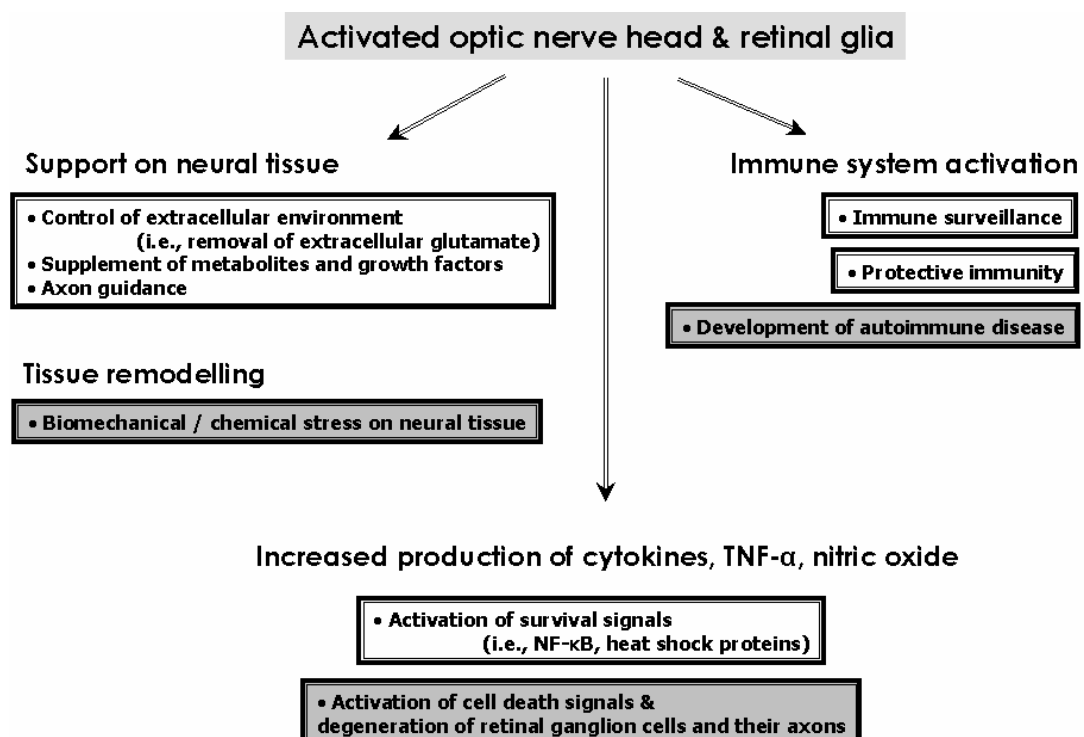 Activated optic nerve head & retinal glia
Support on neural tissue
• Control of extracellular environment
(i.e., removal of extracellular glutamate)
• Supplement of metabolites and growth factors
• Axon guidance
Tissue remodelling
• Biomechanical / chemical stress on neural tissue
Immune system activation
• Immune surveillance
• Protective immunity
• Development of autoimmune disease
Increased production of cytokines, TNF-α, nitric oxide
• Activation of survival signals
(i.e., NF-κB, heat shock proteins)
• Activation of cell death signals &
degeneration of retinal ganglion cells and their axons